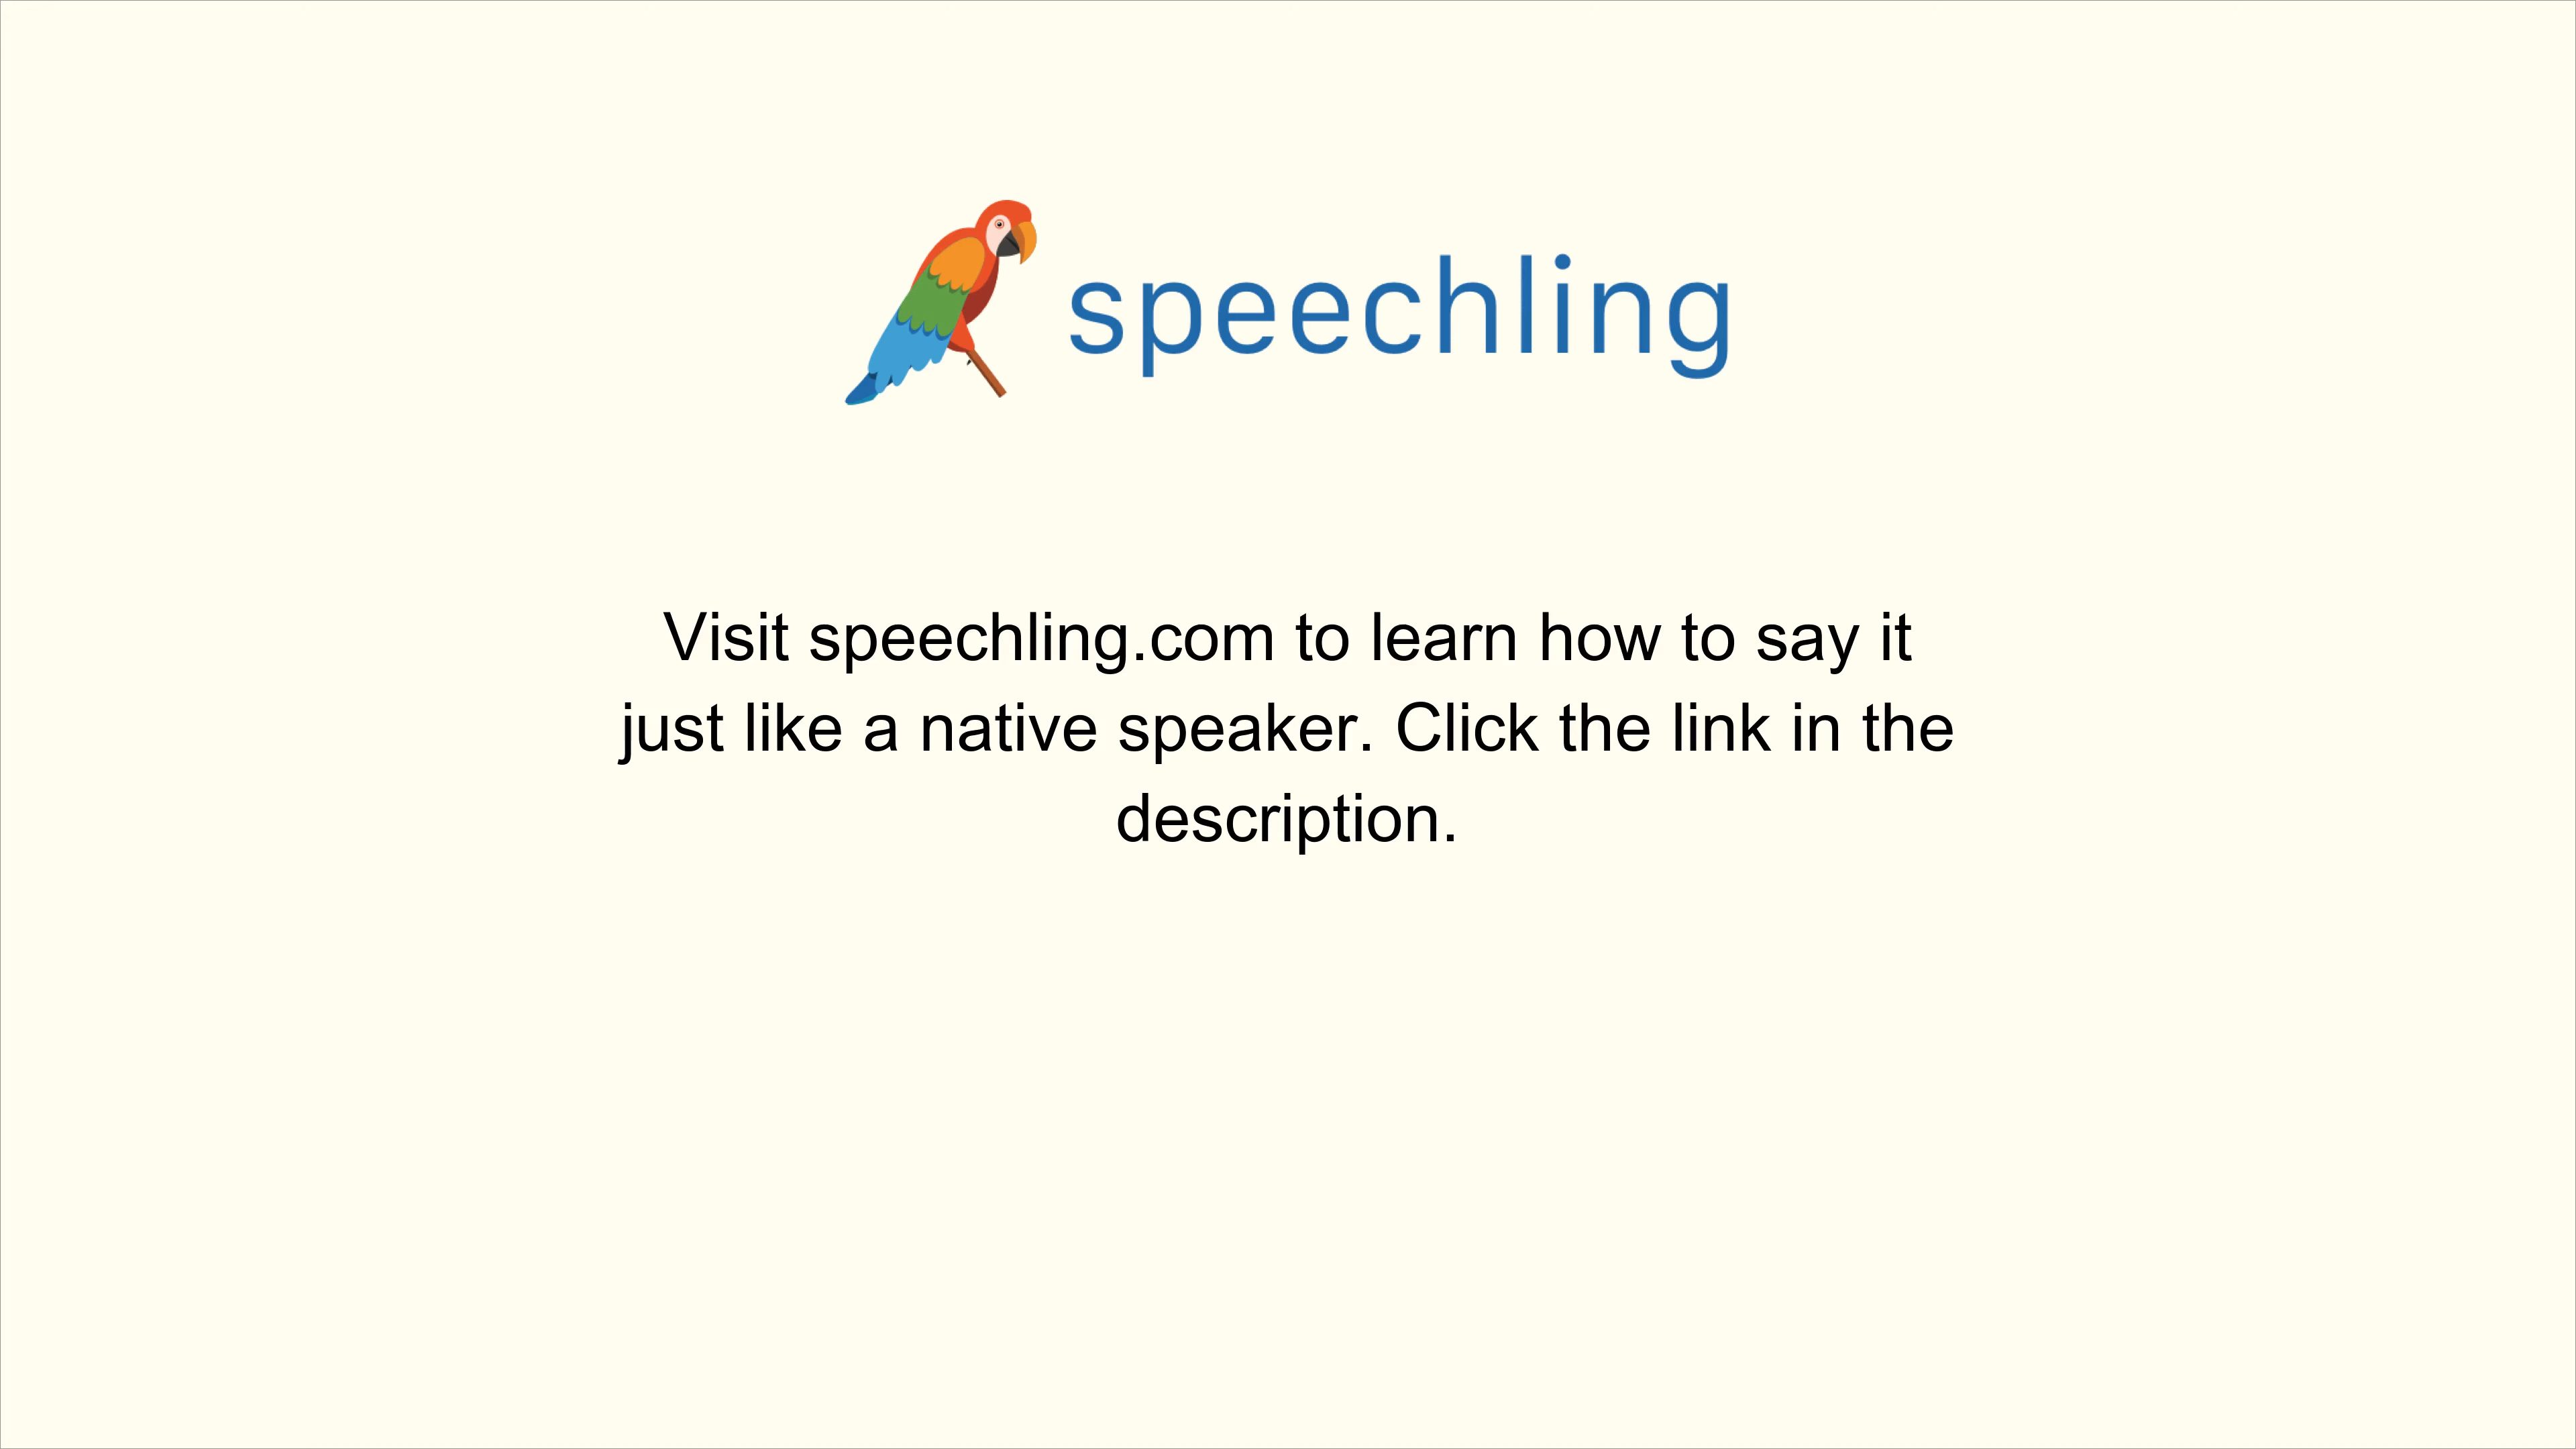 speechling
Visit speechling.com to learn how to say it
just like a native speaker. Click the link in the
description.